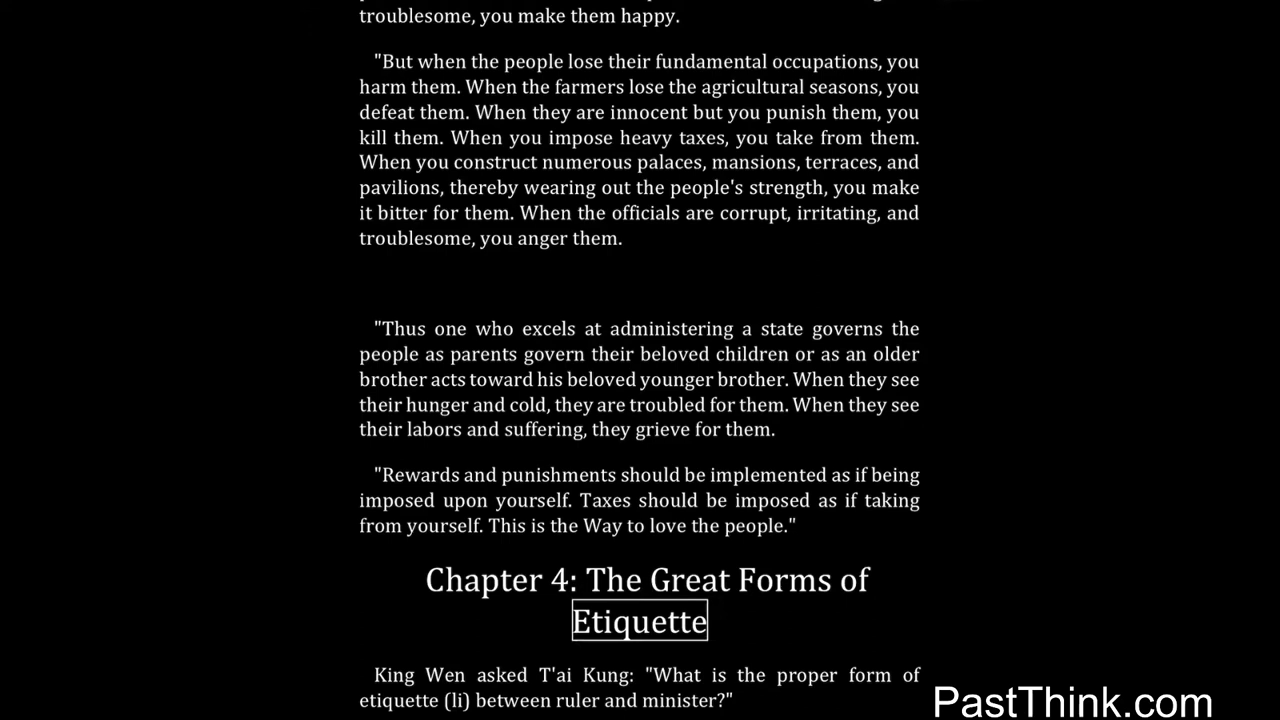 troublesome, you make them happy.
"But when the people lose their fundamental occupations, you
harm them. When the farmers lose the agricultural seasons, you
defeat them. When they are innocent but you punish them, you
kill them. When you impose heavy taxes, you take from them.
When you construct numerous palaces, mansions, terraces, and
pavilions, thereby wearing out the people's strength, you make
it bitter for them. When the officials are corrupt, irritating, and
troublesome, you anger them.
"Thus one who excels at administering a state governs the
people as parents govern their beloved children or as an older
brother acts toward his beloved younger brother. When they see
their hunger and cold, they are troubled for them. When they see
their labors and suffering, they grieve for them.
"Rewards and punishments should be implemented as if being
imposed upon yourself. Taxes should be imposed as if taking
from yourself. This is the Way to love the people."
Chapter 4: The Great Forms of
Etiquette
King Wen asked T'ai Kung: "What is the proper form of
etiquette (li) between ruler and minister?"
PastThink.com